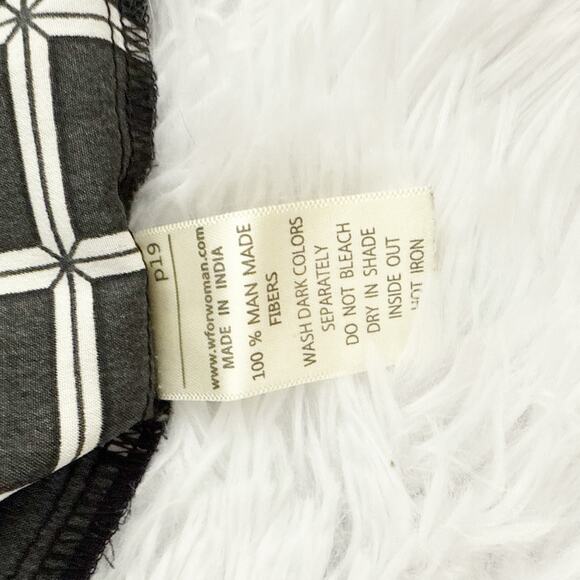 p19
www.wforwoman.com
MADE IN INDIA
100 % MAN MADE
FIBERS
WASH DARK COLORS
SEPARATELY
DO NOT BLEACH
DRY IN SHADE
INSIDE OUT
HOT IRON